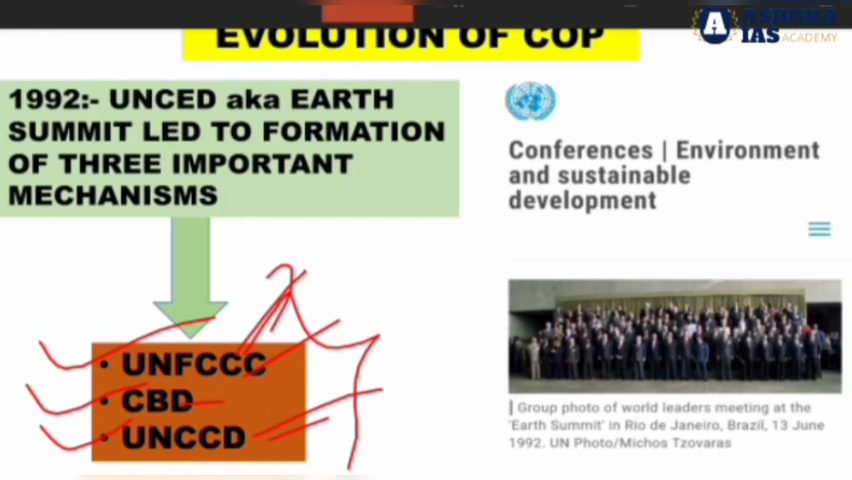 EVOLUTION OF COP
ASHOKA
IAS ACADEMY
A
1992:- UNCED aka EARTH
SUMMIT LED TO FORMATION
OF THREE IMPORTANT
MECHANISMS
• UNFCCC
• CBD
• UNCCD
Conferences | Environment
and sustainable
development
Group photo of world leaders meeting at the
'Earth Summit' in Rio de Janeiro, Brazil, 13 June
1992. UN Photo/Michos Tzovaras